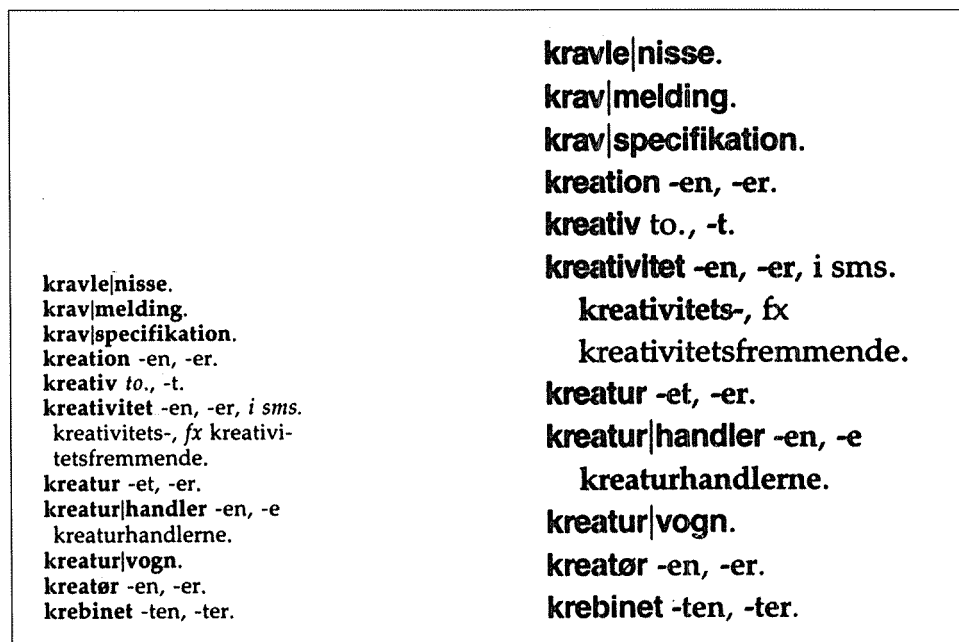 kravle|nisse.
krav|melding.
krav|specifikation.
kreation -en, -er.
kreativ to., -t.
kreativitet -en, -er, i sms.
kreativitets-, fx kreativi-
tetsfremmende.
kreatur -et, -er.
kreatur|handler -en, -e
kreaturhandlerne.
kreatur|vogn.
kreatør -en, -er.
krebinet -ten, -ter.
kravle|nisse.
krav|melding.
krav|specifikation.
kreation -en, -er.
kreativ to., -t.
kreativitet -en, -er, i sms.
kreativitets-, fx
kreativitetsfremmende.
kreatur -et, -er.
kreatur|handler -en, -e
kreaturhandlerne.
kreatur|vogn.
kreatør -en, -er.
krebinet -ten, -ter.